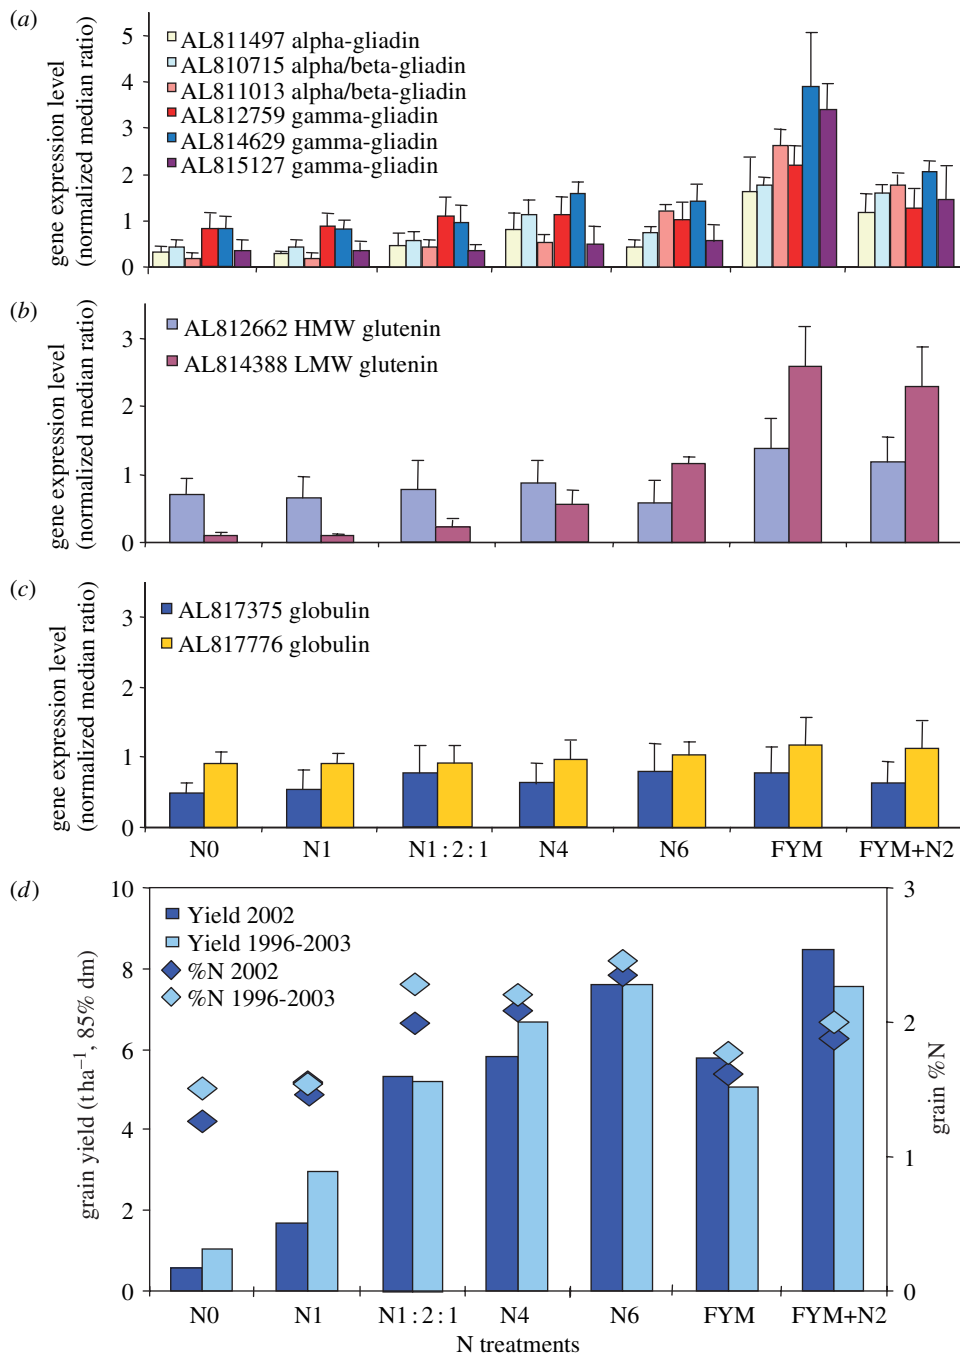 (a)
gene expression level
(normalized median ratio)
5
4
3
2
1
0
AL811497 alpha-gliadin
AL810715 alpha/beta-gliadin
AL811013 alpha/beta-gliadin
AL812759 gamma-gliadin
AL814629 gamma-gliadin
AL815127 gamma-gliadin
(b)
gene expression level
(normalized median ratio)
3
2
1
0
AL812662 HMW glutenin
AL814388 LMW glutenin
(c)
gene expression level
(normalized median ratio)
3
2
1
0
AL817375 globulin
AL817776 globulin
N0 N1 N1:2:1 N4 N6 FYM FYM+N2
(d)
grain yield (t ha⁻¹, 85% dm)
10
8
6
4
2
0
Yield 2002
Yield 1996-2003
%N 2002
%N 1996-2003
3
2
1
0
grain %N
N0 N1 N1:2:1 N4 N6 FYM FYM+N2
N treatments